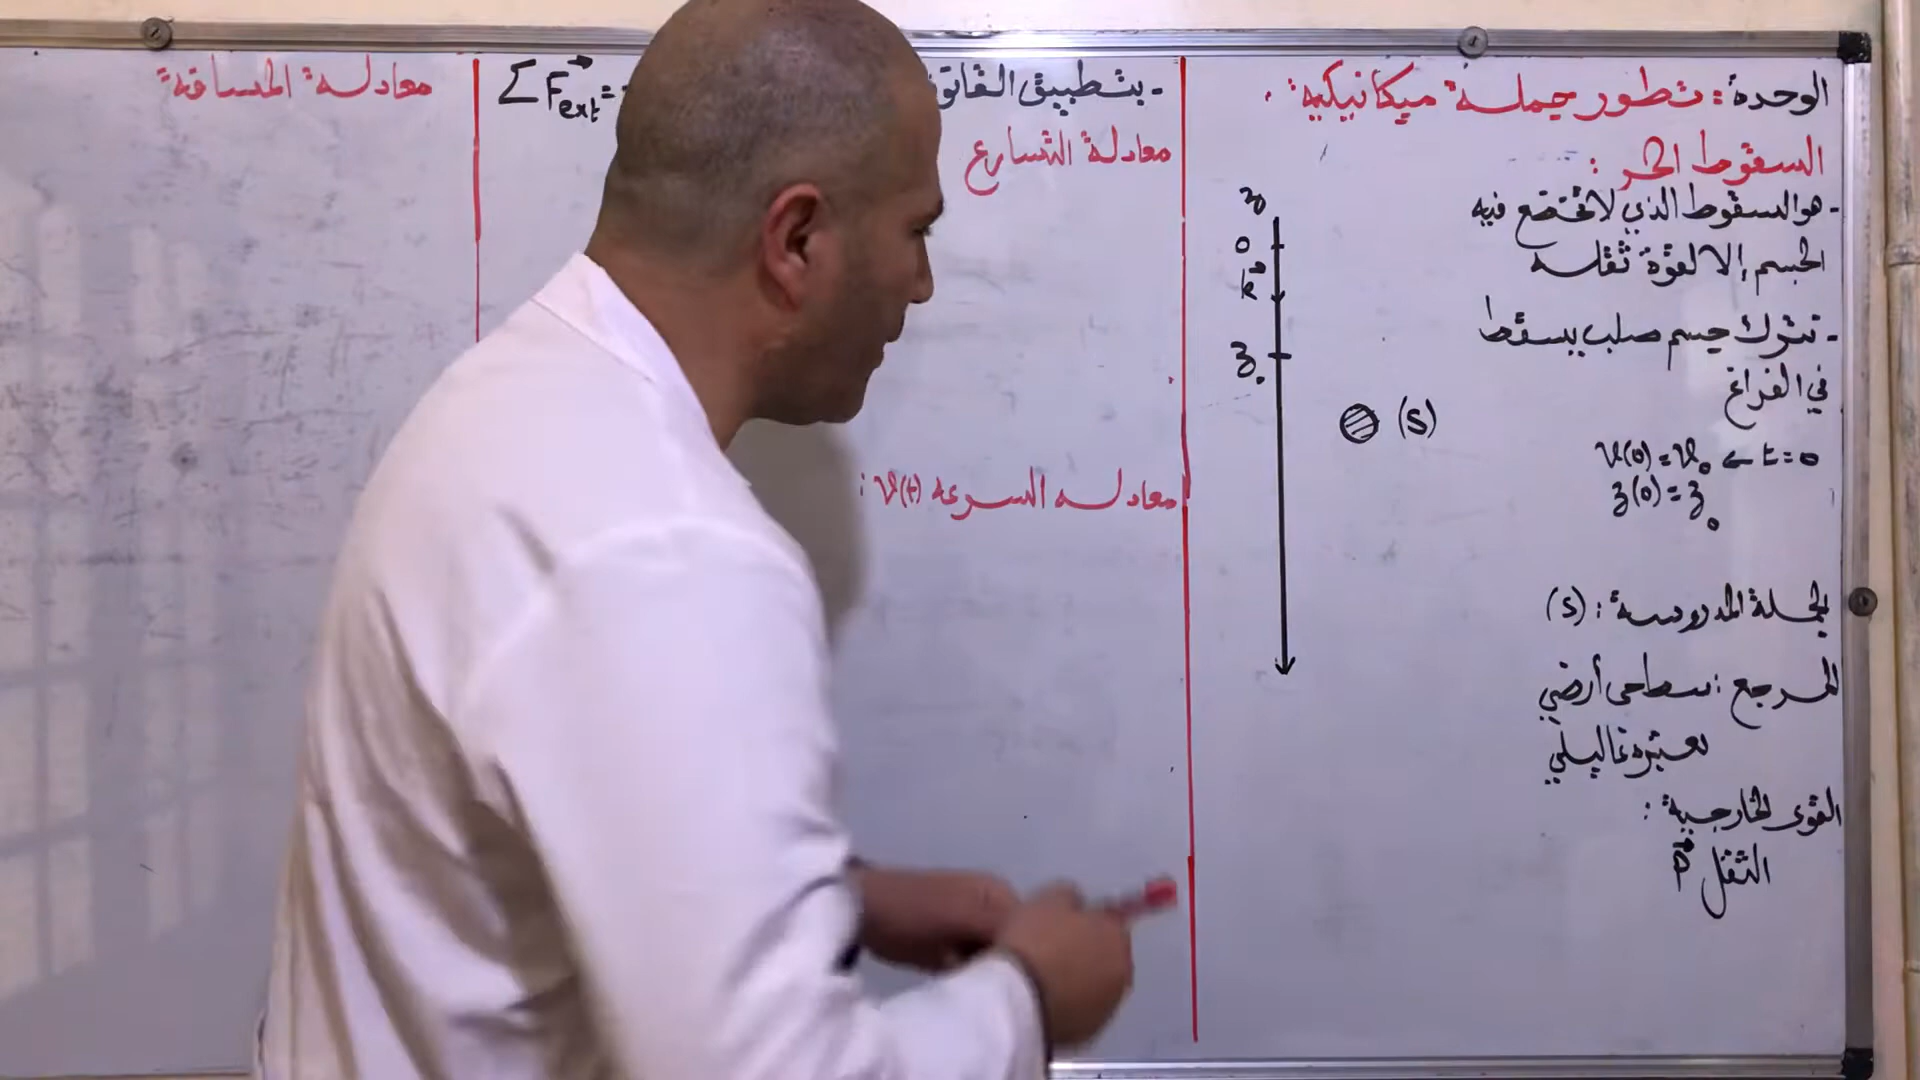 الوحدة : تطور جملة ميكانيكية .
السقوط الحر :
- هو السقوط الذي لا تخضع فيه
الجسم إلا لقوة ثقله
- نترك جسم صلب يسقط
في الفراغ
v(0) = v₀ ← t = 0
z(0) = z₀
الجملة المدروسة : (S)
المرجع : سطحي أرضي
نعتبره غاليلي
القوى الخارجية :
الثقل P⃗
0
k⃗
z₀
(S)
- بتطبيق القانون
ΣF⃗ext =
معادلة التسارع
معادلة السرعة v(t) :
معادلة المسافة